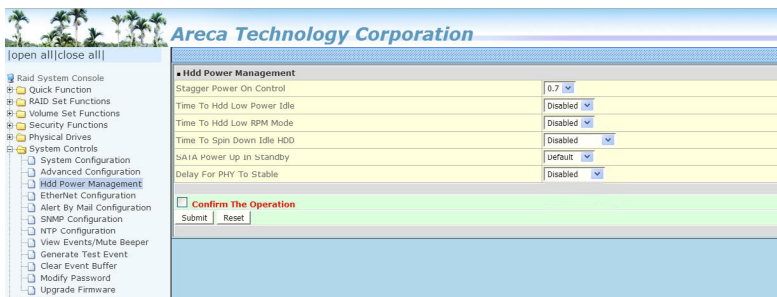 Areca Technology Corporation
|open all|close all|
Raid System Console
Quick Function
RAID Set Functions
Volume Set Functions
Security Functions
Physical Drives
System Controls
System Configuration
Advanced Configuration
Hdd Power Management
EtherNet Configuration
Alert By Mail Configuration
SNMP Configuration
NTP Configuration
View Events/Mute Beeper
Generate Test Event
Clear Event Buffer
Modify Password
Upgrade Firmware
Hdd Power Management
Stagger Power On Control 0.7
Time To Hdd Low Power Idle Disabled
Time To Hdd Low RPM Mode Disabled
Time To Spin Down Idle HDD Disabled
SATA Power Up In Standby Default
Delay For PHY To Stable Disabled
Confirm The Operation
Submit Reset